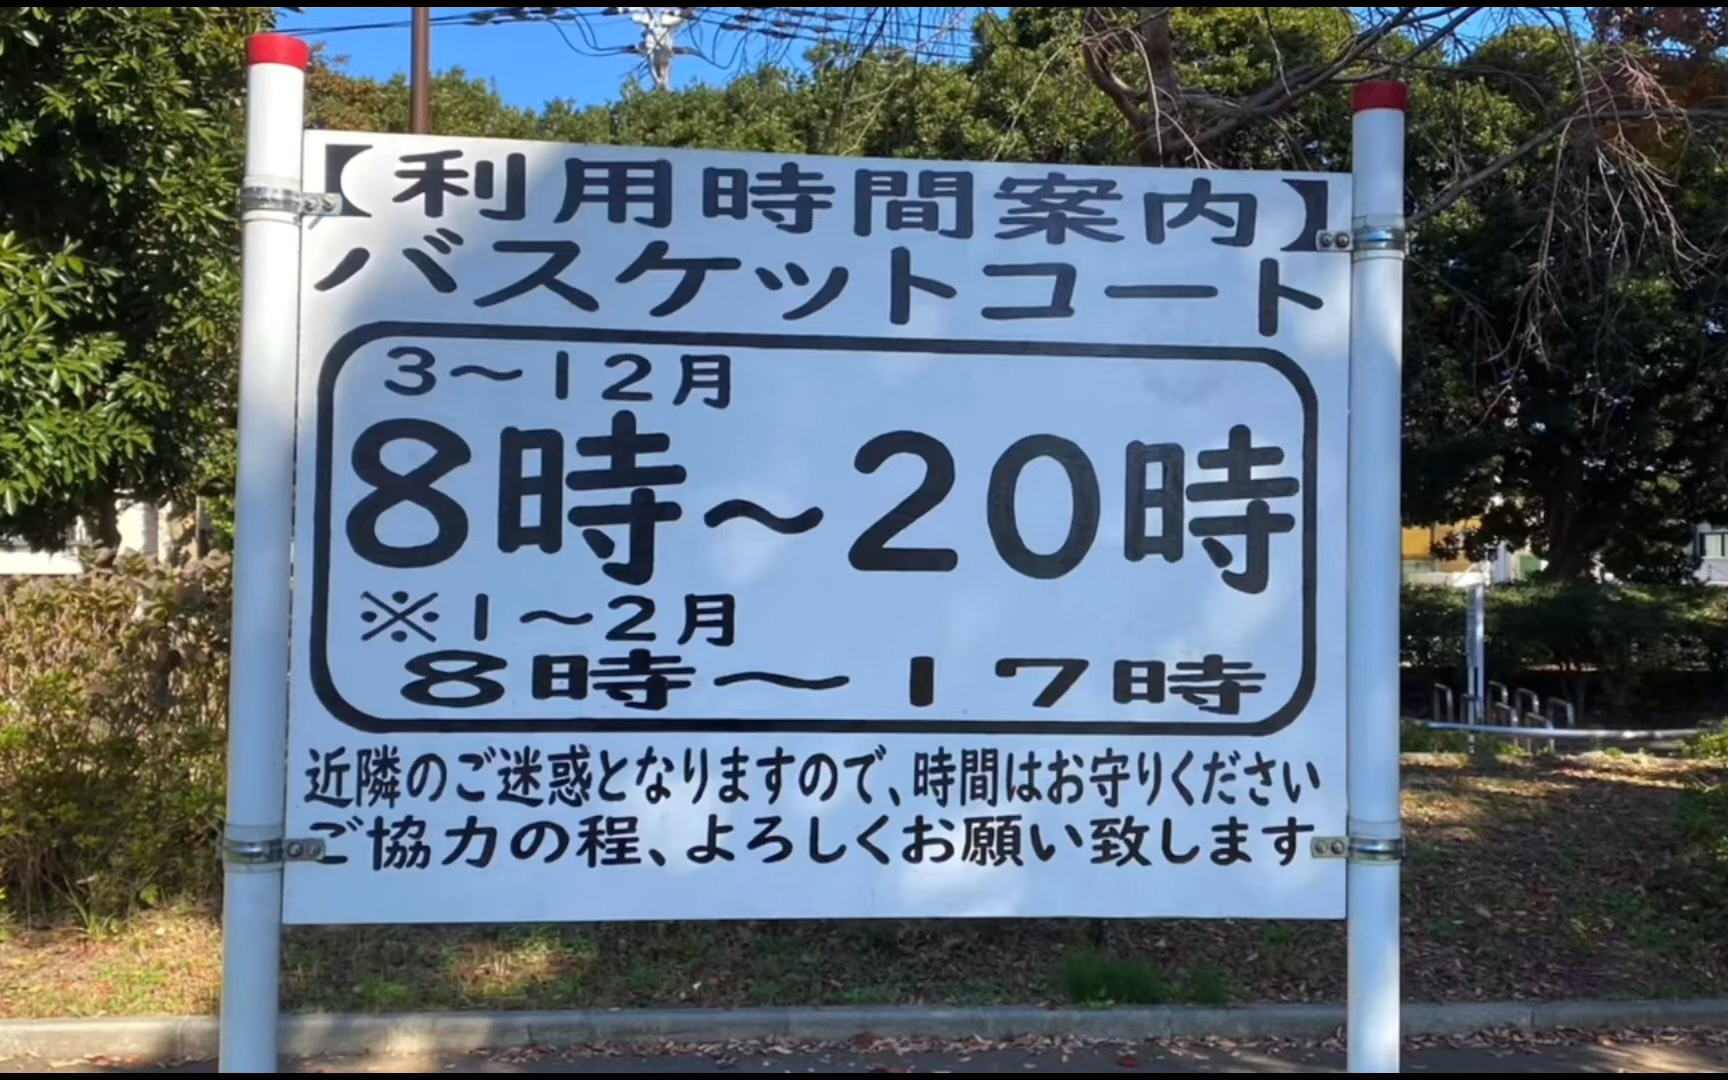 【利用時間案内】
バスケットコート
3～12月
8時～20時
※1～2月
8時～17時
近隣のご迷惑となりますので、時間はお守りください
ご協力の程、よろしくお願い致します